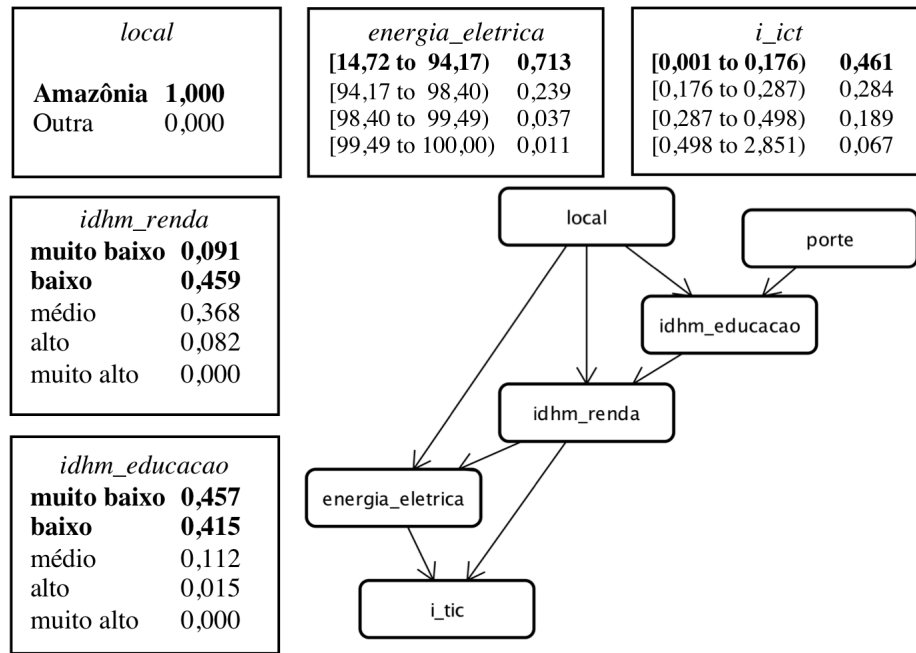 local
Amazônia 1,000
Outra 0,000
energia_eletrica
[14,72 to 94,17) 0,713
[94,17 to 98,40) 0,239
[98,40 to 99,49) 0,037
[99,49 to 100,00) 0,011
i_ict
[0,001 to 0,176) 0,461
[0,176 to 0,287) 0,284
[0,287 to 0,498) 0,189
[0,498 to 2,851) 0,067
idhm_renda
muito baixo 0,091
baixo 0,459
médio 0,368
alto 0,082
muito alto 0,000
idhm_educacao
muito baixo 0,457
baixo 0,415
médio 0,112
alto 0,015
muito alto 0,000
local
porte
idhm_educacao
idhm_renda
energia_eletrica
i_tic